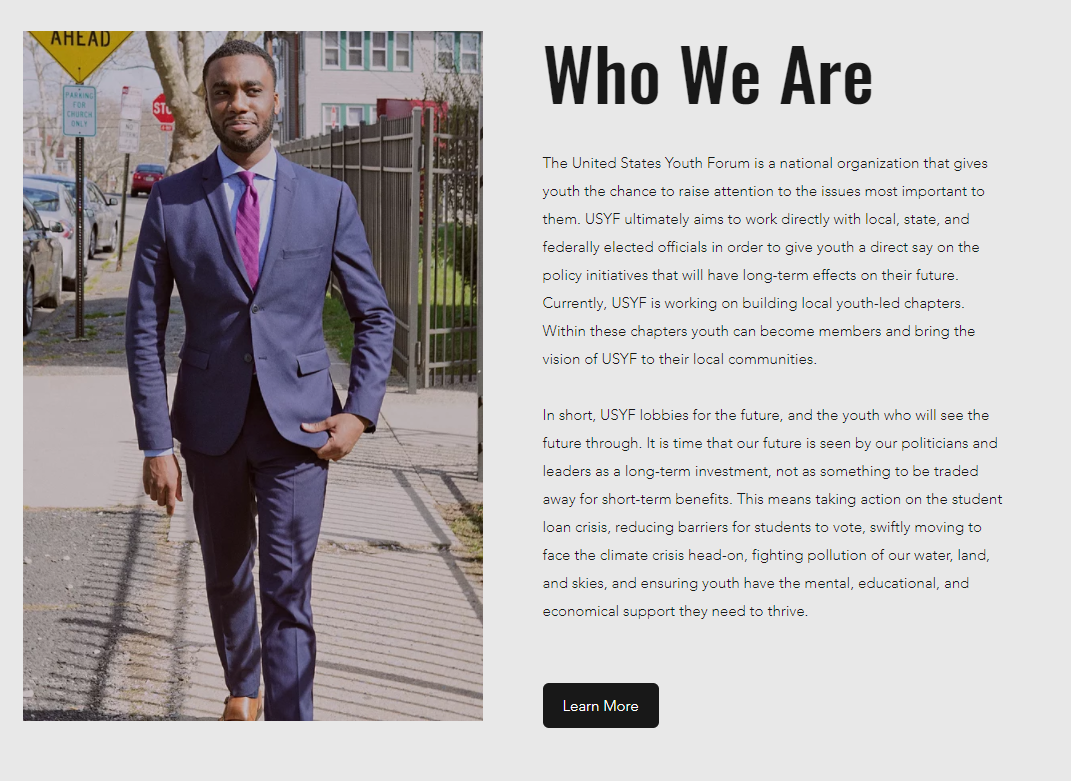 AHEAD
PARKING
FOR
CHURCH
ONLY
NO
Who We Are
The United States Youth Forum is a national organization that gives
youth the chance to raise attention to the issues most important to
them. USYF ultimately aims to work directly with local, state, and
federally elected officials in order to give youth a direct say on the
policy initiatives that will have long-term effects on their future.
Currently, USYF is working on building local youth-led chapters.
Within these chapters youth can become members and bring the
vision of USYF to their local communities.
In short, USYF lobbies for the future, and the youth who will see the
future through. It is time that our future is seen by our politicians and
leaders as a long-term investment, not as something to be traded
away for short-term benefits. This means taking action on the student
loan crisis, reducing barriers for students to vote, swiftly moving to
face the climate crisis head-on, fighting pollution of our water, land,
and skies, and ensuring youth have the mental, educational, and
economical support they need to thrive.
Learn More